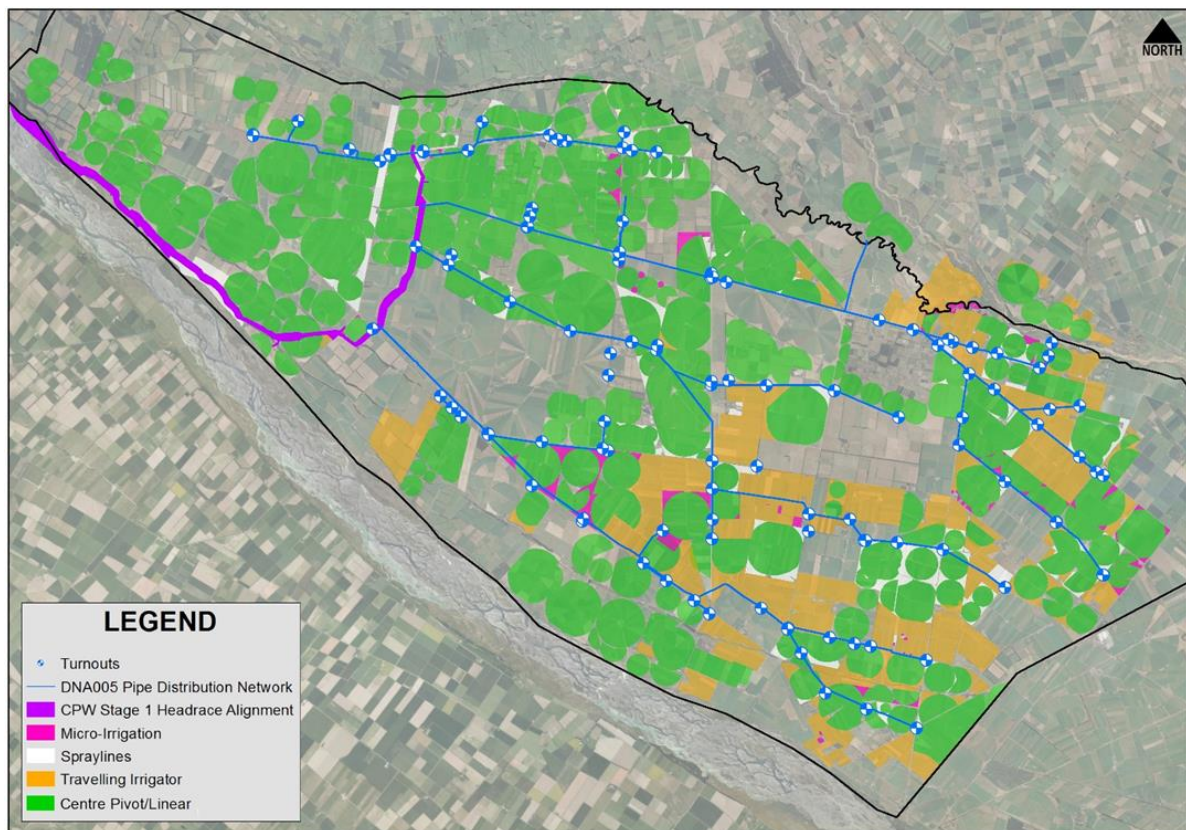 NORTH
LEGEND
Turnouts
DNA005 Pipe Distribution Network
CPW Stage 1 Headrace Alignment
Micro-Irrigation
Spraylines
Travelling Irrigator
Centre Pivot/Linear